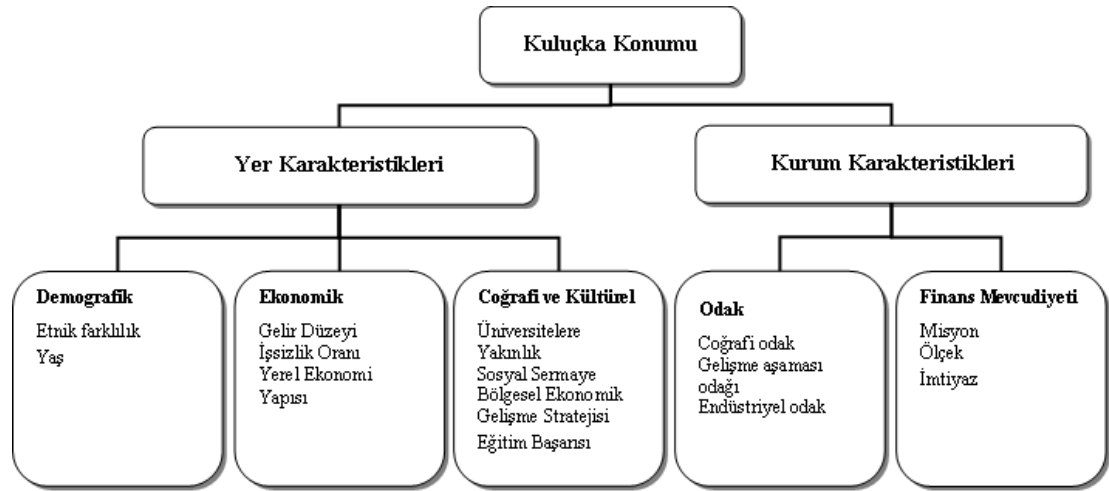 Kuluçka Konumu
Yer Karakteristikleri
Kurum Karakteristikleri
Demografik
Etnik farklılık
Yaş
Ekonomik
Gelir Düzeyi
İşsizlik Oranı
Yerel Ekonomi
Yapısı
Coğrafi ve Kültürel
Üniversitelere
Yakınlık
Sosyal Sermaye
Bölgesel Ekonomik
Gelişme Stratejisi
Eğitim Başarısı
Odak
Coğrafi odak
Gelişme aşaması
odağı
Endüstriyel odak
Finans Mevcudiyeti
Misyon
Ölçek
İmtiyaz